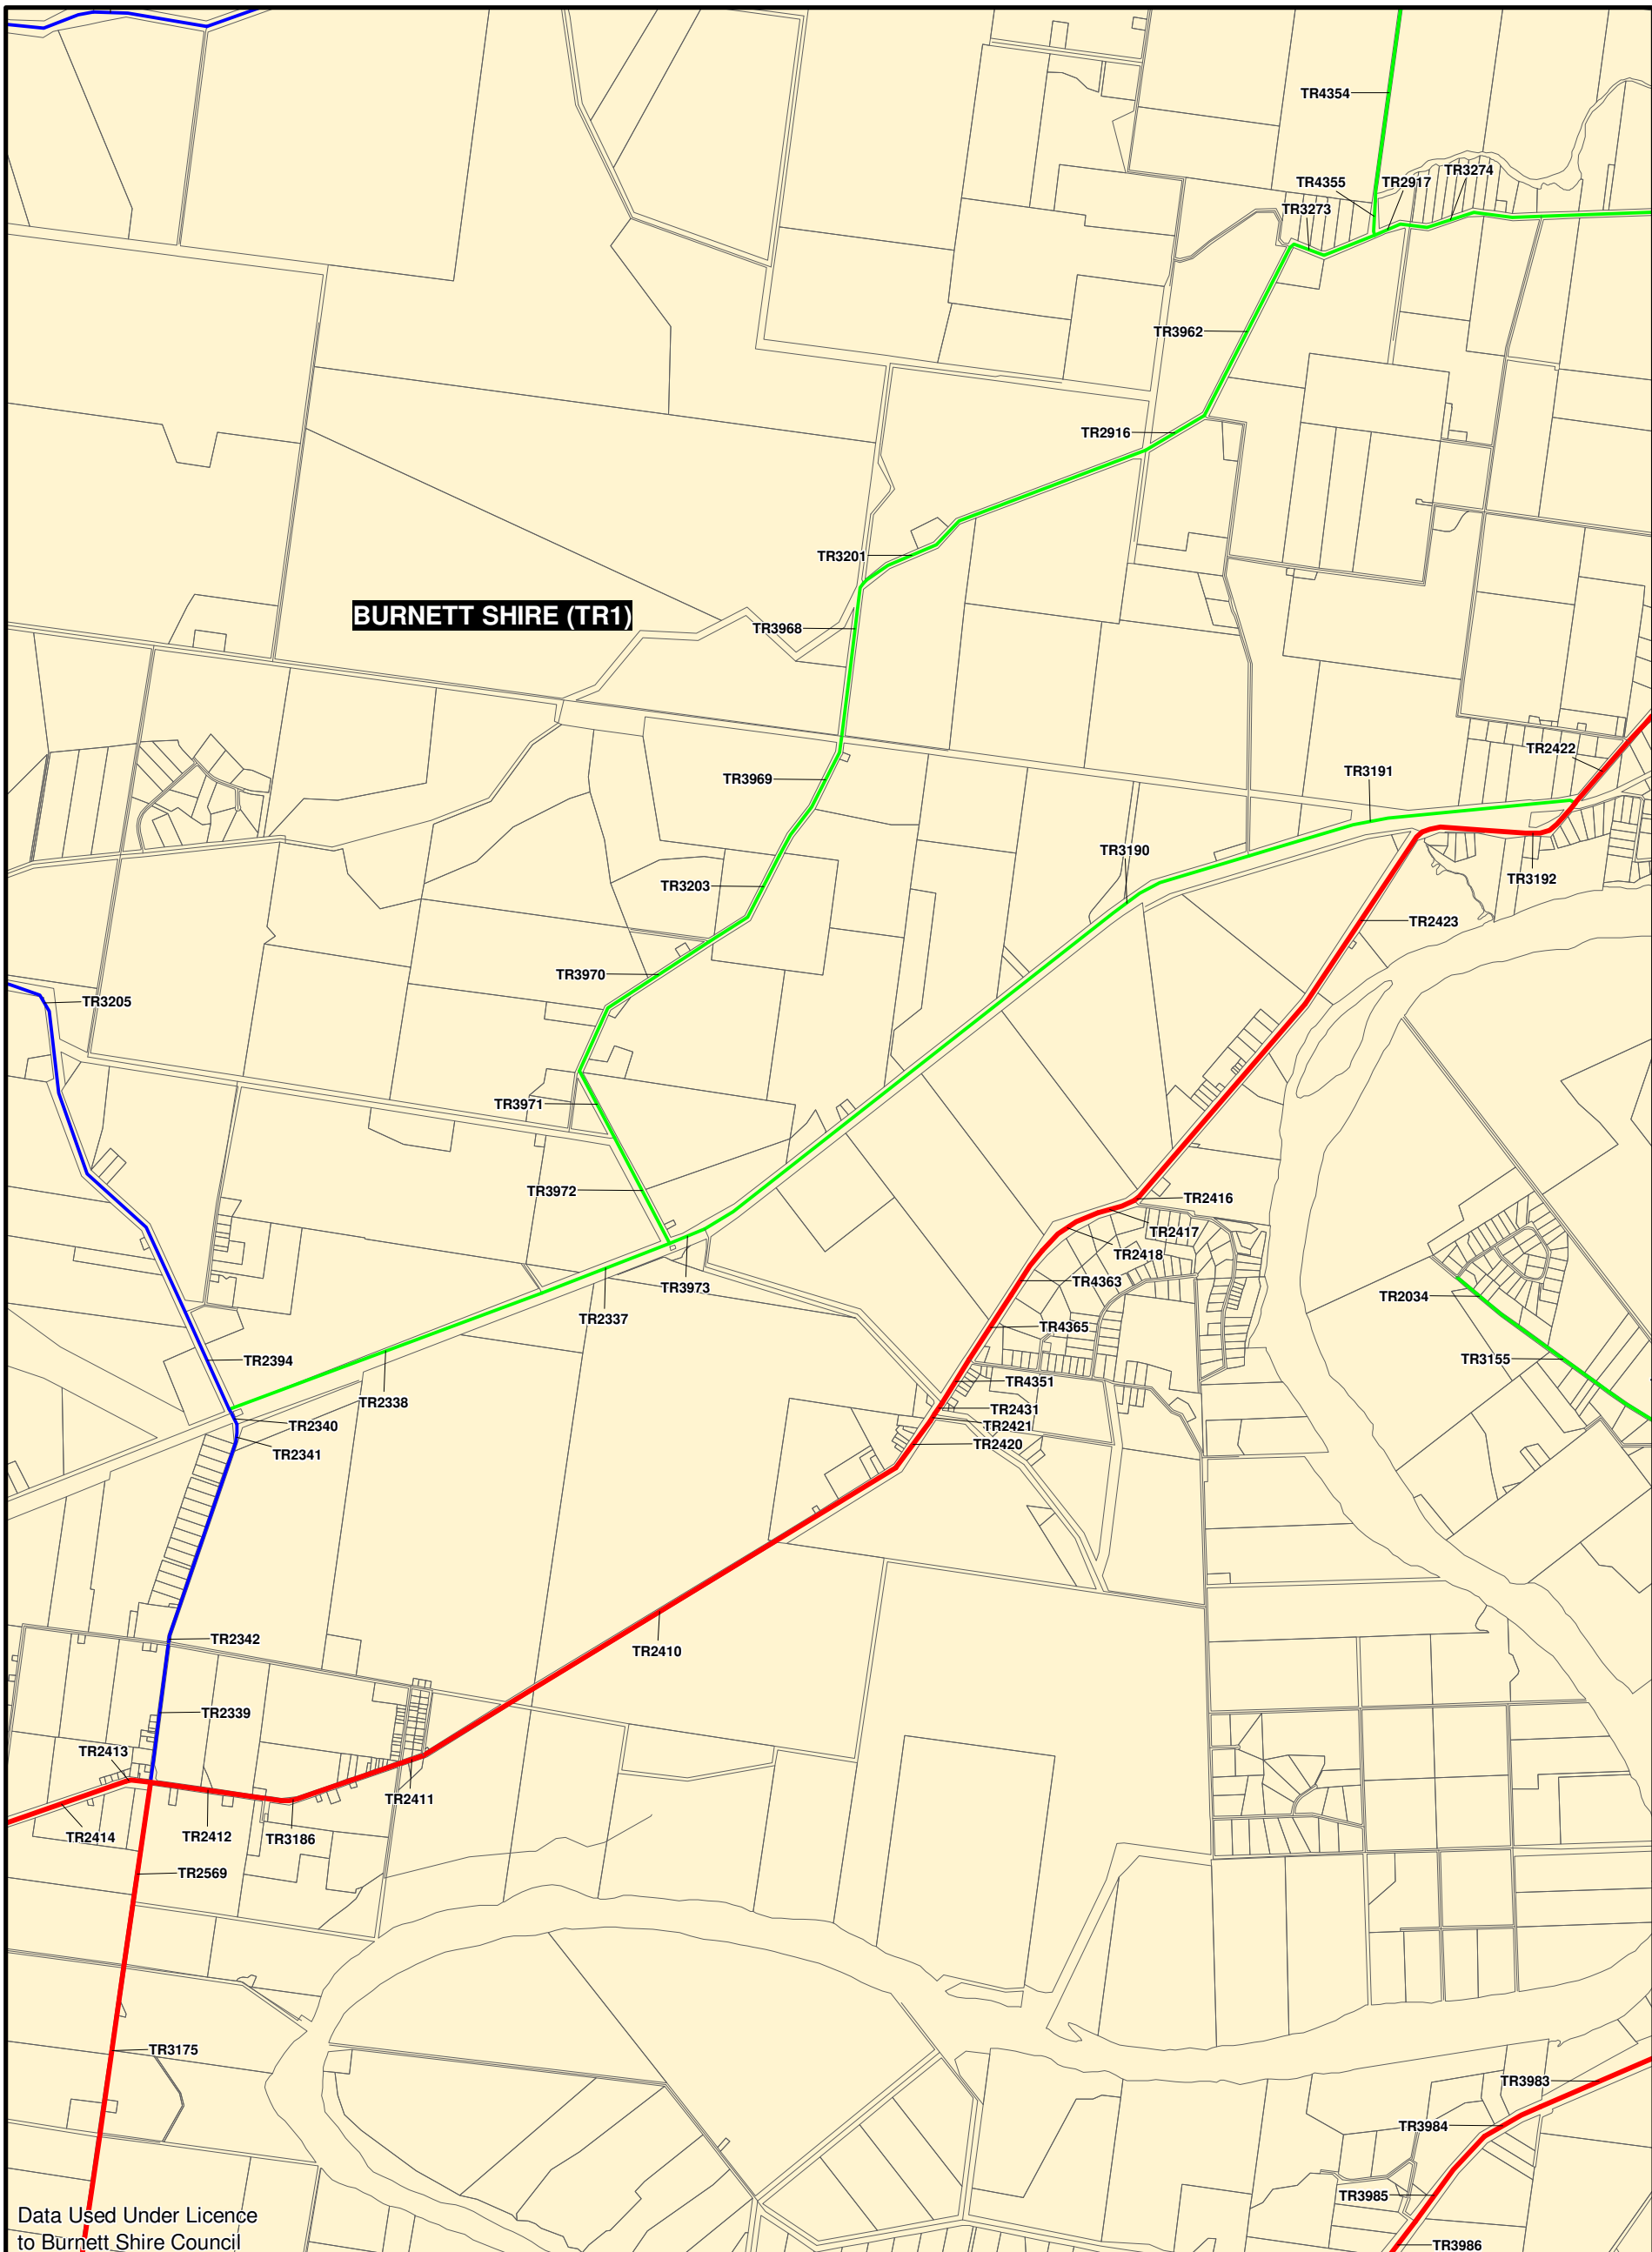 TR4354
TR4355
TR2917
TR3274
TR3273
TR3962
TR2916
TR3201
BURNETT SHIRE (TR1)
TR3968
TR2422
TR3191
TR3969
TR3190
TR3203
TR3192
TR2423
TR3970
TR3205
TR3971
TR3972
TR2416
TR2417
TR2418
TR4363
TR3973
TR2034
TR2337
TR4365
TR2394
TR3155
TR4351
TR2338
TR2431
TR2340
TR2421
TR2420
TR2341
TR2342
TR2410
TR2339
TR2413
TR2411
TR2414
TR2412
TR3186
TR2569
TR3175
TR3983
TR3984
TR3985
TR3986
Data Used Under Licence
to Burnett Shire Council